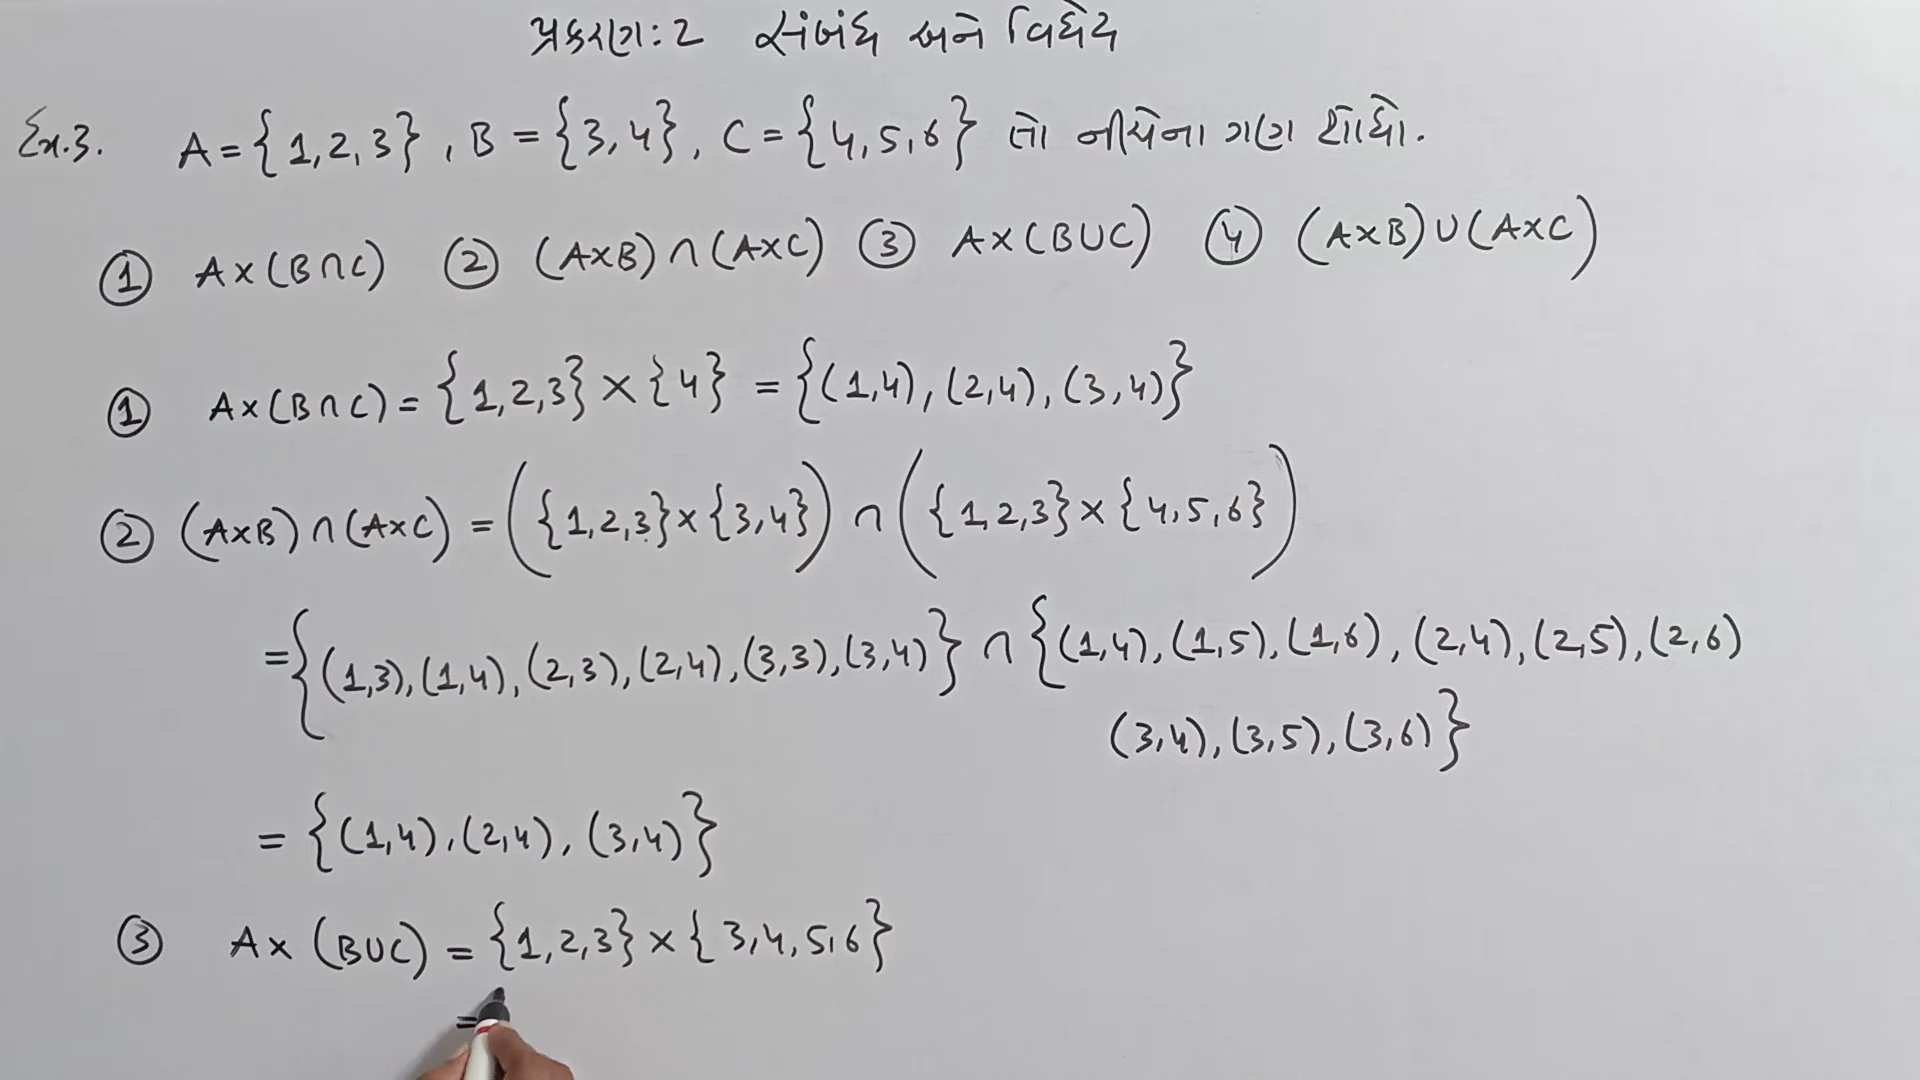 પ્રકરણ: 2 સંબંધ અને વિધેય
Ex.3. A = {1, 2, 3}, B = {3, 4}, C = {4, 5, 6} તો નીચેના ગણ શોધો.
① A×(B∩C) ② (A×B)∩(A×C) ③ A×(B∪C) ④ (A×B)∪(A×C)
① A×(B∩C) = {1,2,3} × {4} = {(1,4), (2,4), (3,4)}
② (A×B)∩(A×C) = ({1,2,3}×{3,4}) ∩ ({1,2,3}×{4,5,6})
= {(1,3),(1,4),(2,3),(2,4),(3,3),(3,4)} ∩ {(1,4),(1,5),(1,6),(2,4),(2,5),(2,6)
(3,4),(3,5),(3,6)}
= {(1,4),(2,4),(3,4)}
③ A×(B∪C) = {1,2,3} × {3,4,5,6}
=